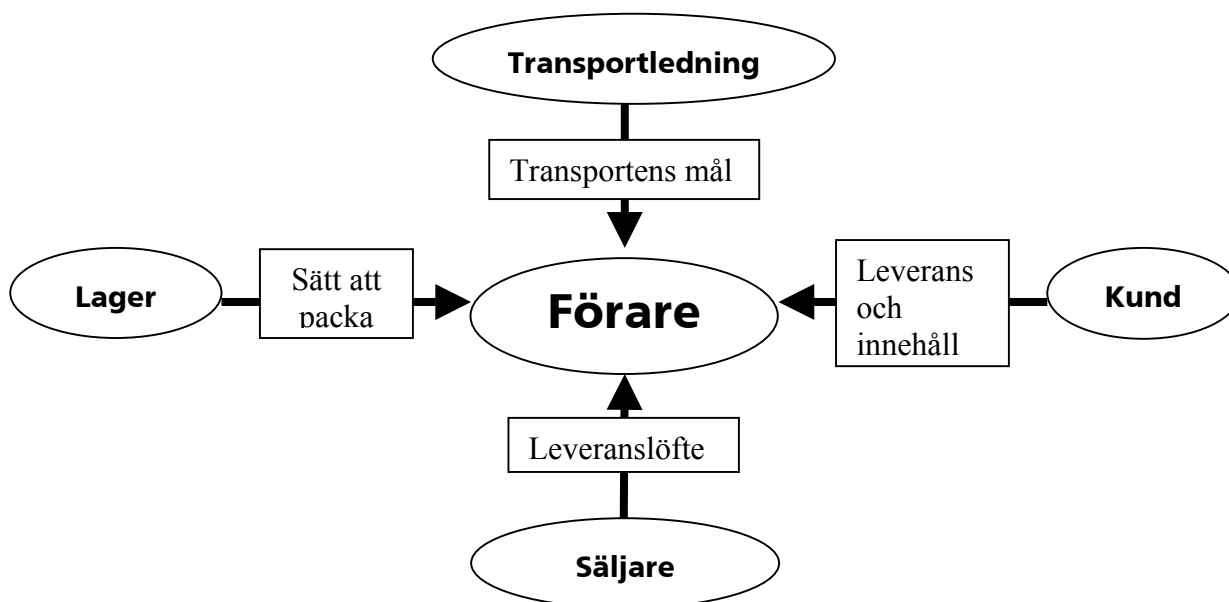 Transportledning
Transportens mål
Lager
Sätt att
packa
Förare
Leverans
och
innehåll
Kund
Leveranslöfte
Säljare